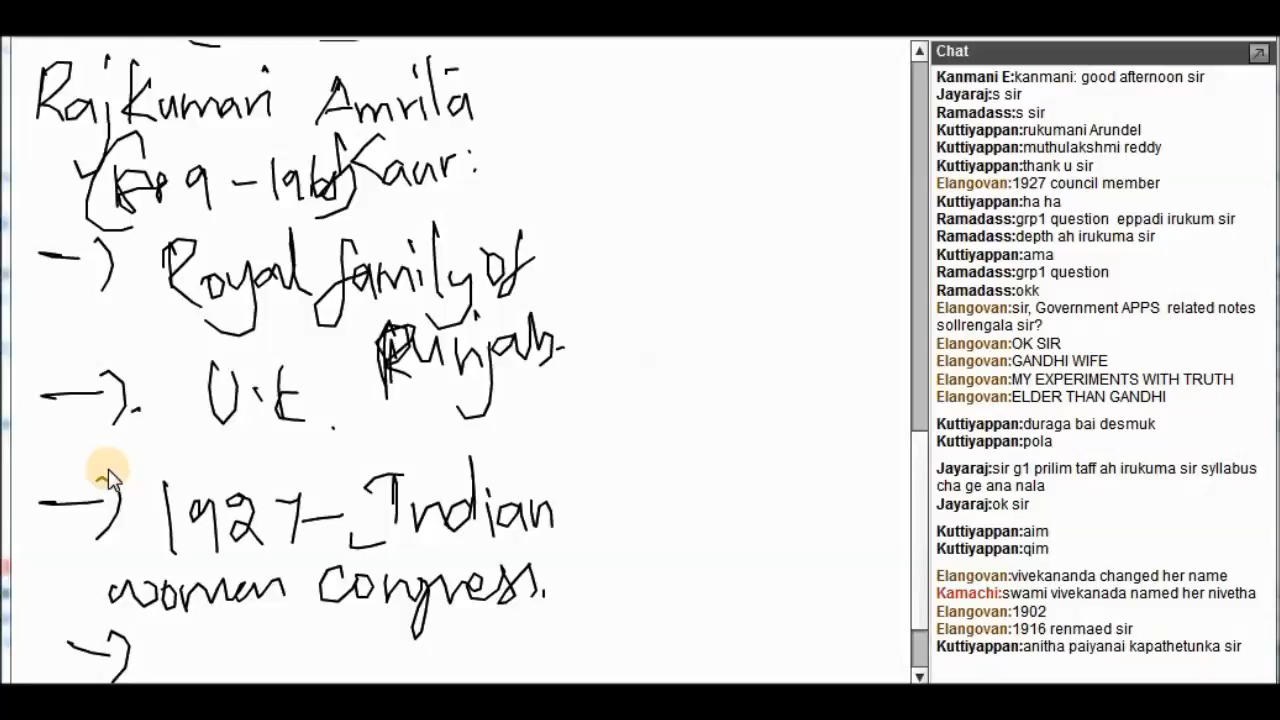 Rajkumari Amrita
Kaur:
9 - 196
→ Royal family of
Punjab.
→. U.K.
→ 1927 - Indian
women congress.
→
Chat
Kanmani E:kanmani: good afternoon sir
Jayaraj:s sir
Ramadass:s sir
Kuttiyappan:rukumani Arundel
Kuttiyappan:muthulakshmi reddy
Kuttiyappan:thank u sir
Elangovan:1927 council member
Kuttiyappan:ha ha
Ramadass:grp1 question eppadi irukum sir
Ramadass:depth ah irukuma sir
Kuttiyappan:ama
Ramadass:grp1 question
Ramadass:okk
Elangovan:sir, Government APPS related notes
sollrengala sir?
Elangovan:OK SIR
Elangovan:GANDHI WIFE
Elangovan:MY EXPERIMENTS WITH TRUTH
Elangovan:ELDER THAN GANDHI
Kuttiyappan:duraga bai desmuk
Kuttiyappan:pola
Jayaraj:sir g1 prilim taff ah irukuma sir syllabus
cha ge ana nala
Jayaraj:ok sir
Kuttiyappan:aim
Kuttiyappan:qim
Elangovan:vivekananda changed her name
Kamachi:swami vivekanada named her nivetha
Elangovan:1902
Elangovan:1916 renmaed sir
Kuttiyappan:anitha paiyanai kapathetunka sir